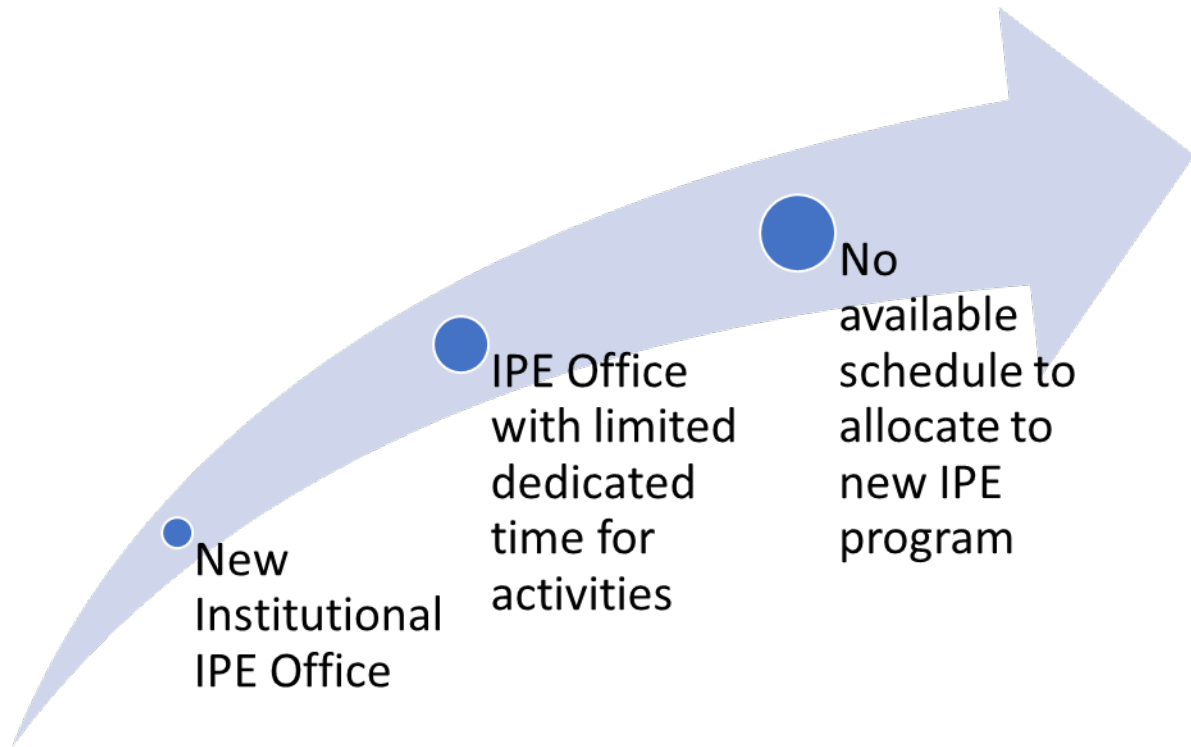 New
Institutional
IPE Office
IPE Office
with limited
dedicated
time for
activities
No
available
schedule to
allocate to
new IPE
program